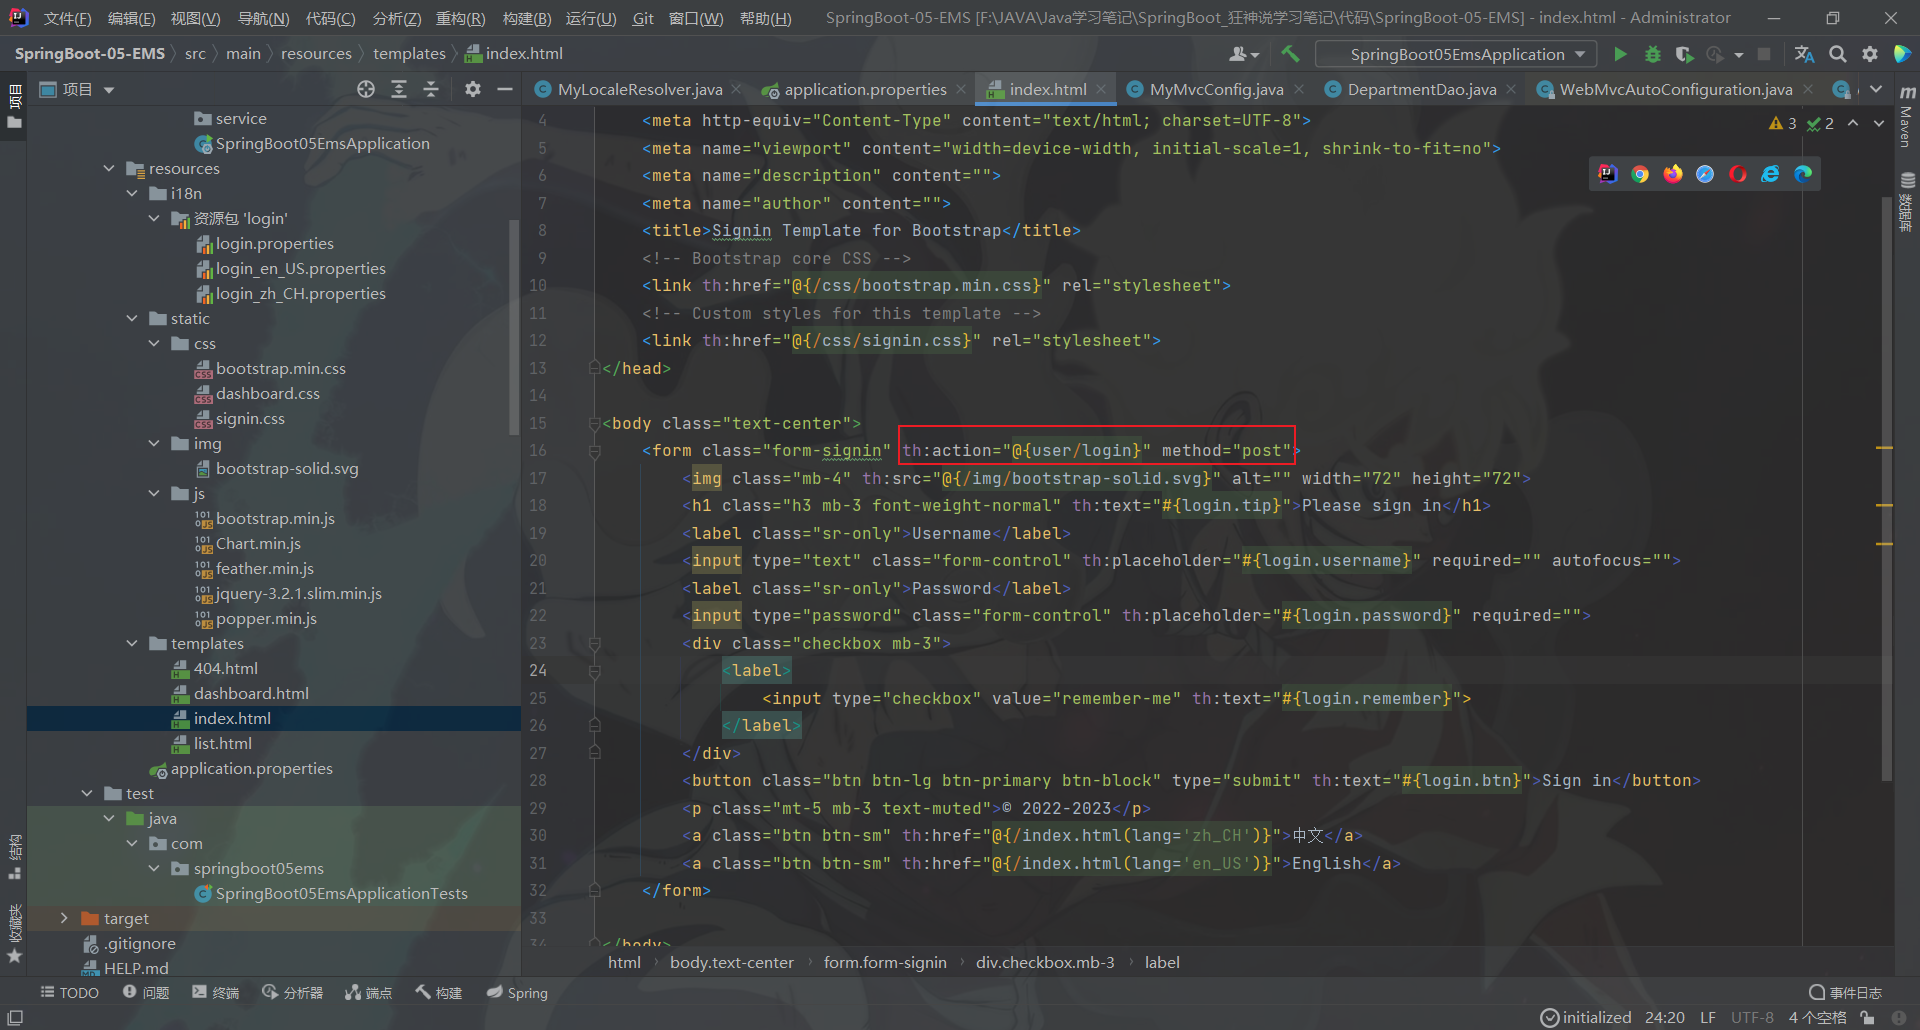 文件(F) 编辑(E) 视图(V) 导航(N) 代码(C) 分析(Z) 重构(R) 构建(B) 运行(U) Git 窗口(W) 帮助(H) SpringBoot-05-EMS [F:\JAVA\Java学习笔记\SpringBoot_狂神说学习笔记\代码\SpringBoot-05-EMS] - index.html - Administrator
SpringBoot-05-EMS src main resources templates index.html SpringBoot05EmsApplication
项目
项目
MyLocaleResolver.java application.properties index.html MyMvcConfig.java DepartmentDao.java WebMvcAutoConfiguration.java
Maven
数据库
结构
收藏夹
service
SpringBoot05EmsApplication
resources
i18n
资源包 'login'
login.properties
login_en_US.properties
login_zh_CH.properties
static
css
bootstrap.min.css
dashboard.css
signin.css
img
bootstrap-solid.svg
js
bootstrap.min.js
Chart.min.js
feather.min.js
jquery-3.2.1.slim.min.js
popper.min.js
templates
404.html
dashboard.html
index.html
list.html
application.properties
test
java
com
springboot05ems
SpringBoot05EmsApplicationTests
target
.gitignore
HELP.md
3 2
4 <meta http-equiv="Content-Type" content="text/html; charset=UTF-8">
5 <meta name="viewport" content="width=device-width, initial-scale=1, shrink-to-fit=no">
6 <meta name="description" content="">
7 <meta name="author" content="">
8 <title>Signin Template for Bootstrap</title>
9 <!-- Bootstrap core CSS -->
10 <link th:href="@{/css/bootstrap.min.css}" rel="stylesheet">
11 <!-- Custom styles for this template -->
12 <link th:href="@{/css/signin.css}" rel="stylesheet">
13 </head>
14
15 <body class="text-center">
16 <form class="form-signin" th:action="@{user/login}" method="post">
17 <img class="mb-4" th:src="@{/img/bootstrap-solid.svg}" alt="" width="72" height="72">
18 <h1 class="h3 mb-3 font-weight-normal" th:text="#{login.tip}">Please sign in</h1>
19 <label class="sr-only">Username</label>
20 <input type="text" class="form-control" th:placeholder="#{login.username}" required="" autofocus="">
21 <label class="sr-only">Password</label>
22 <input type="password" class="form-control" th:placeholder="#{login.password}" required="">
23 <div class="checkbox mb-3">
24 <label>
25 <input type="checkbox" value="remember-me" th:text="#{login.remember}">
26 </label>
27 </div>
28 <button class="btn btn-lg btn-primary btn-block" type="submit" th:text="#{login.btn}">Sign in</button>
29 <p class="mt-5 mb-3 text-muted">© 2022-2023</p>
30 <a class="btn btn-sm" th:href="@{/index.html(lang='zh_CH')}">中文</a>
31 <a class="btn btn-sm" th:href="@{/index.html(lang='en_US')}">English</a>
32 </form>
33
34 </body>
html body.text-center form.form-signin div.checkbox.mb-3 label
TODO 问题 终端 分析器 端点 构建 Spring 事件日志
initialized 24:20 LF UTF-8 4 个空格